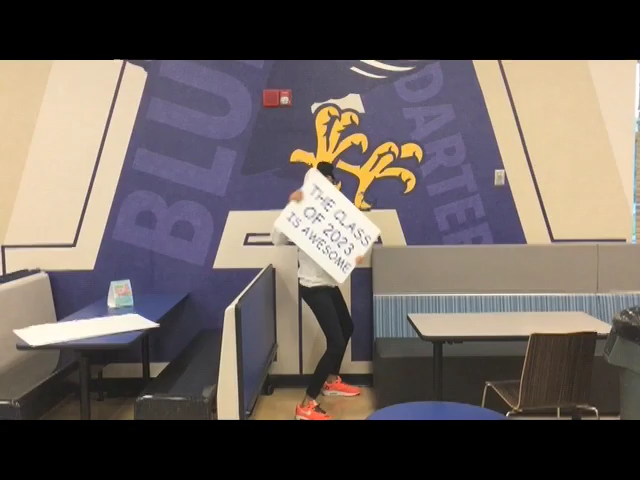 BLUE
DARTER
THE CLASS
OF 2023
IS AWESOME